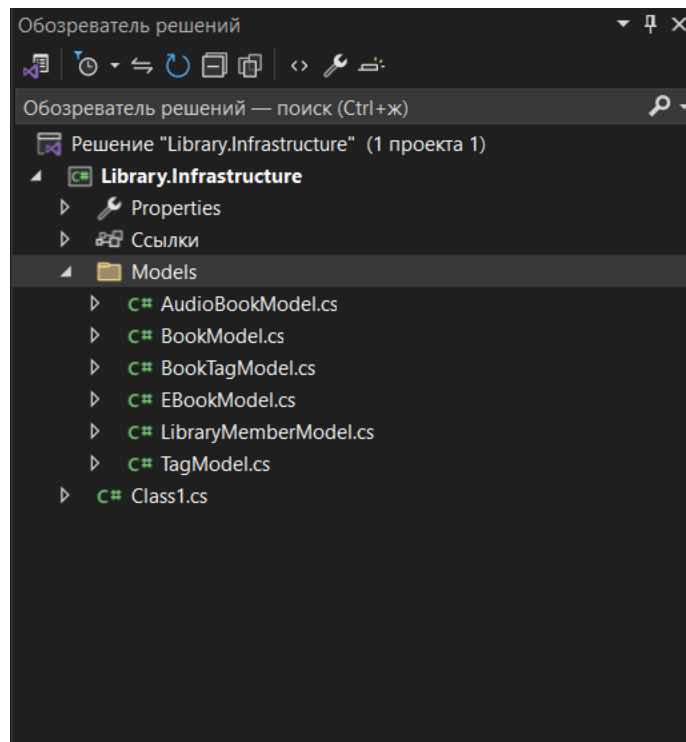 Обозреватель решений
Обозреватель решений — поиск (Ctrl+ж)
Решение "Library.Infrastructure" (1 проекта 1)
C# Library.Infrastructure
Properties
Ссылки
Models
C# AudioBookModel.cs
C# BookModel.cs
C# BookTagModel.cs
C# EBookModel.cs
C# LibraryMemberModel.cs
C# TagModel.cs
C# Class1.cs